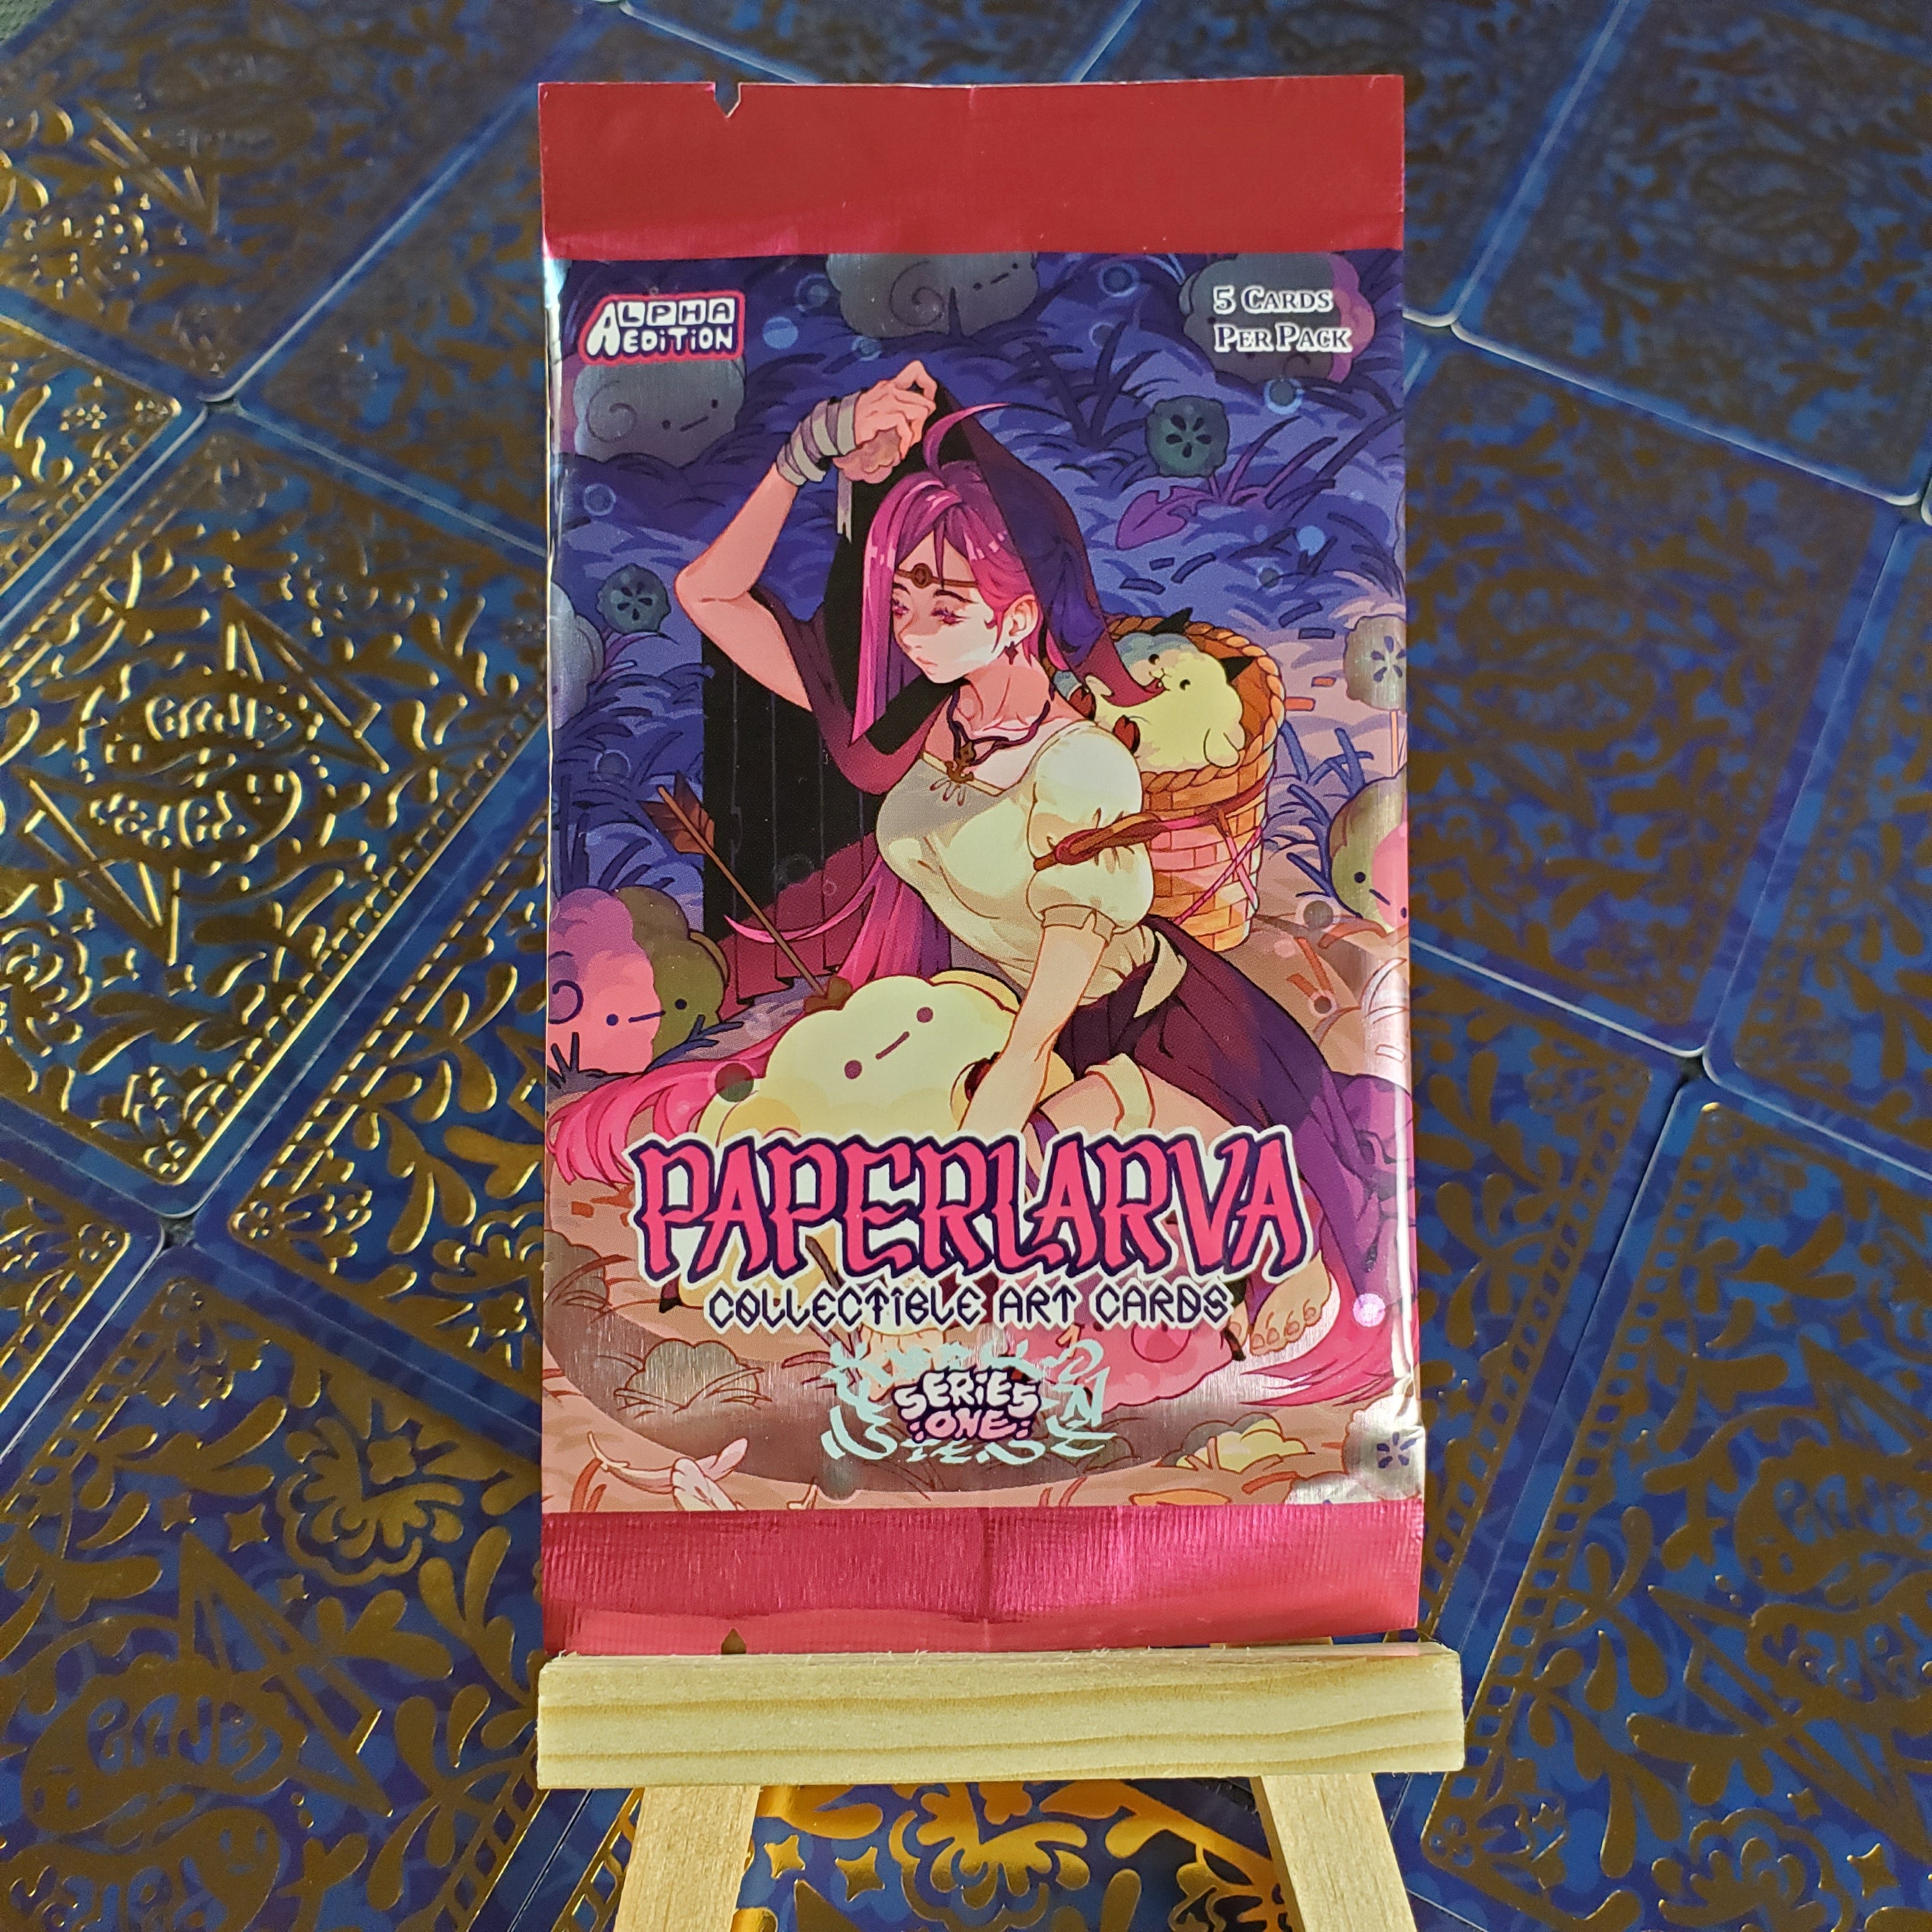 ALPHA
EDITION
5 CARDS
PER PACK
PAPERLARVA
COLLECTIBLE ART CARDS
SERIES
ONE